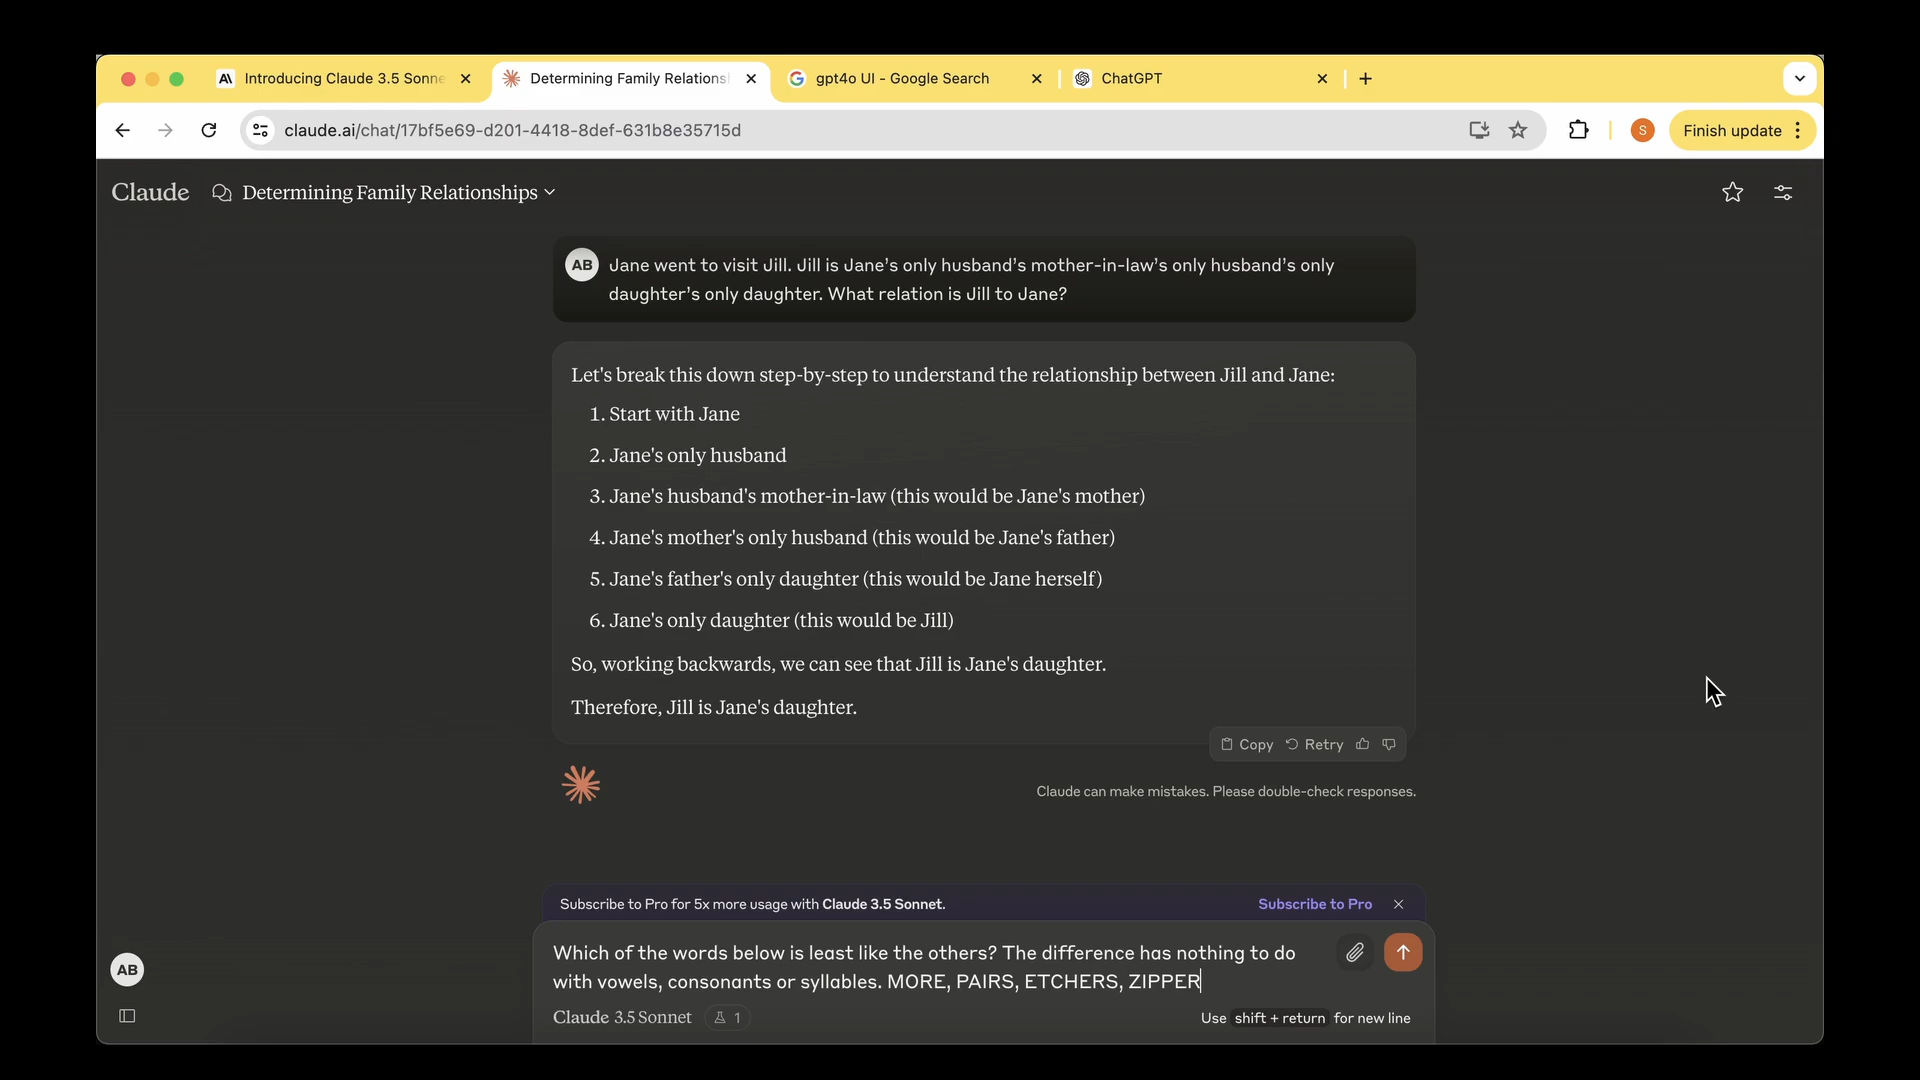 Introducing Claude 3.5 Sonne
Determining Family Relations
gpt4o UI - Google Search
ChatGPT
claude.ai/chat/17bf5e69-d201-4418-8def-631b8e35715d
S
Finish update
Claude
Determining Family Relationships
AB
Jane went to visit Jill. Jill is Jane’s only husband’s mother-in-law’s only husband’s only
daughter’s only daughter. What relation is Jill to Jane?
Let's break this down step-by-step to understand the relationship between Jill and Jane:
1. Start with Jane
2. Jane's only husband
3. Jane's husband's mother-in-law (this would be Jane's mother)
4. Jane's mother's only husband (this would be Jane's father)
5. Jane's father's only daughter (this would be Jane herself)
6. Jane's only daughter (this would be Jill)
So, working backwards, we can see that Jill is Jane's daughter.
Therefore, Jill is Jane's daughter.
Copy Retry
Claude can make mistakes. Please double-check responses.
Subscribe to Pro for 5x more usage with Claude 3.5 Sonnet.
Subscribe to Pro
Which of the words below is least like the others? The difference has nothing to do
with vowels, consonants or syllables. MORE, PAIRS, ETCHERS, ZIPPER
AB
Claude 3.5 Sonnet
1
Use shift + return for new line